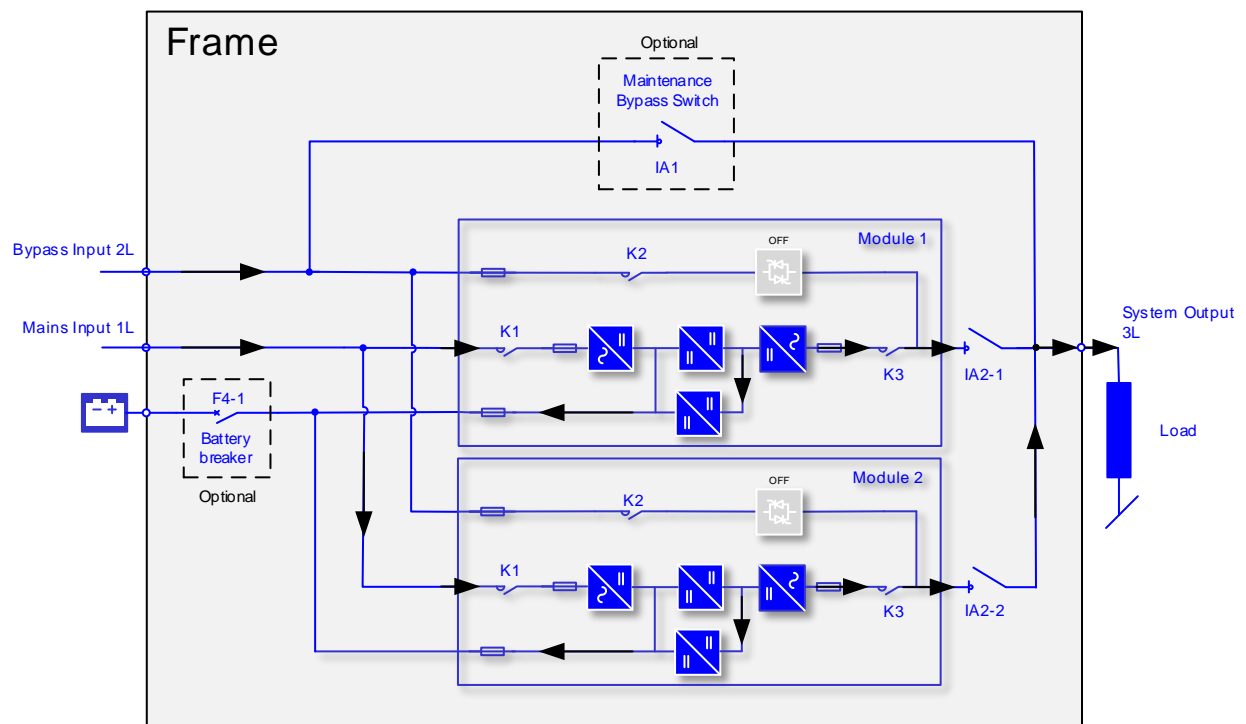 Frame
Optional
Maintenance
Bypass Switch
IA1
Bypass Input 2L
Mains Input 1L
F4-1
Battery
breaker
Optional
Module 1
K2
OFF
K1
K3
IA2-1
System Output
3L
Load
Module 2
K2
OFF
K1
K3
IA2-2